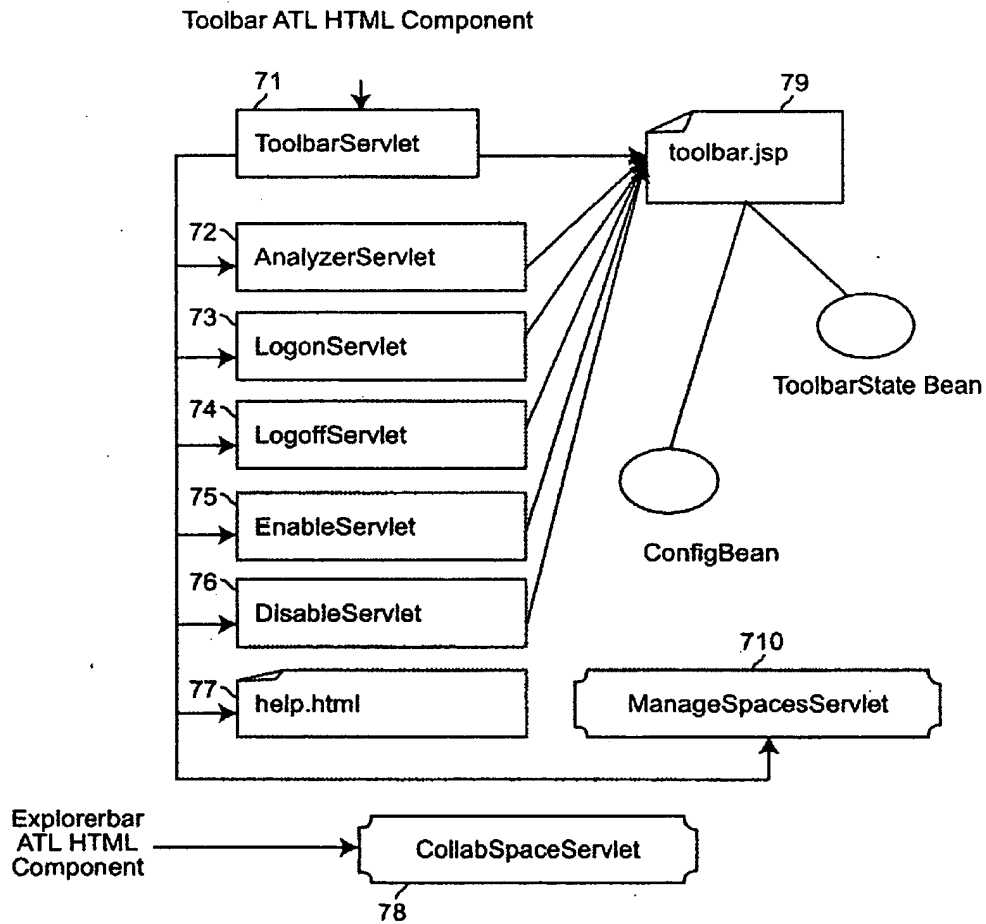 Toolbar ATL HTML Component
71
ToolbarServlet
79
toolbar.jsp
72
AnalyzerServlet
73
LogonServlet
ToolbarState Bean
74
LogoffServlet
75
EnableServlet
ConfigBean
76
DisableServlet
77
help.html
710
ManageSpacesServlet
Explorerbar
ATL HTML
Component
CollabSpaceServlet
78